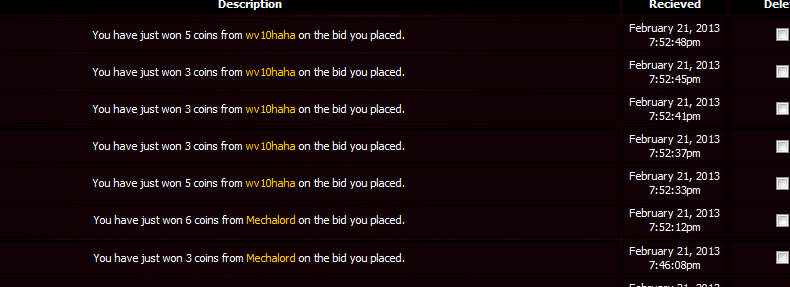 Description Recieved Dele
You have just won 5 coins from wv10haha on the bid you placed. February 21, 2013
7:52:48pm
You have just won 3 coins from wv10haha on the bid you placed. February 21, 2013
7:52:45pm
You have just won 3 coins from wv10haha on the bid you placed. February 21, 2013
7:52:41pm
You have just won 3 coins from wv10haha on the bid you placed. February 21, 2013
7:52:37pm
You have just won 5 coins from wv10haha on the bid you placed. February 21, 2013
7:52:33pm
You have just won 6 coins from Mechalord on the bid you placed. February 21, 2013
7:52:12pm
You have just won 3 coins from Mechalord on the bid you placed. February 21, 2013
7:46:08pm
February 21, 2013